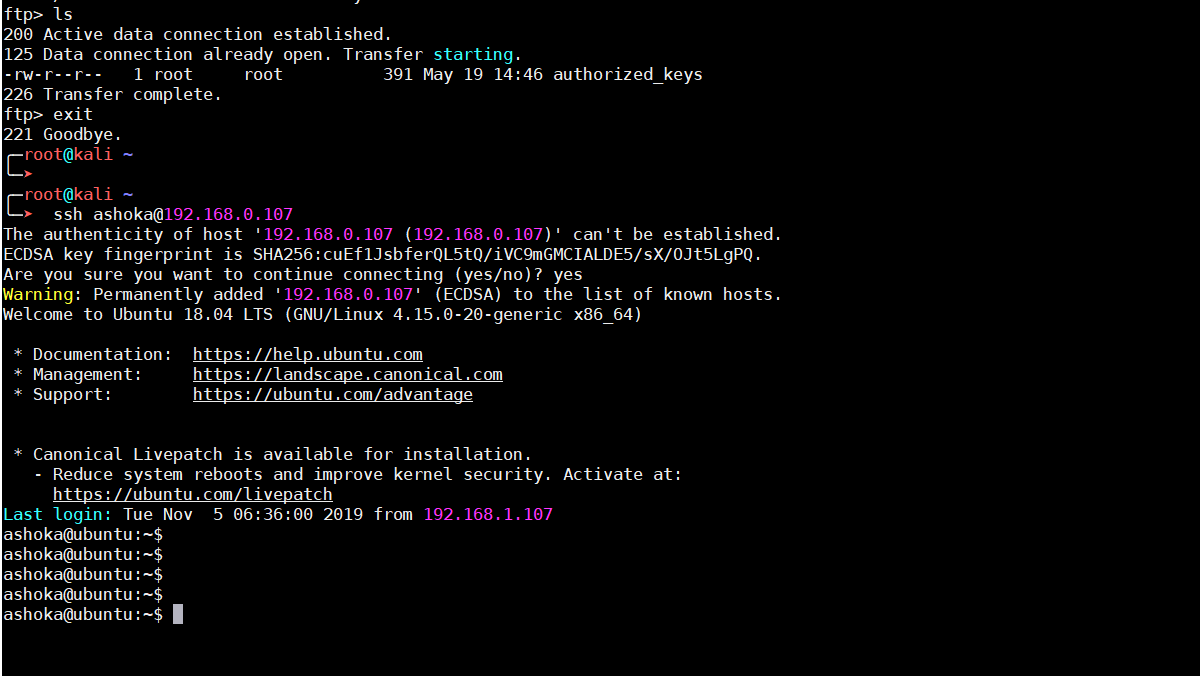 ftp> ls
200 Active data connection established.
125 Data connection already open. Transfer starting.
-rw-r--r--   1 root     root          391 May 19 14:46 authorized_keys
226 Transfer complete.
ftp> exit
221 Goodbye.
╭─root@kali ~
╰─➤
╭─root@kali ~
╰─➤  ssh ashoka@192.168.0.107
The authenticity of host '192.168.0.107 (192.168.0.107)' can't be established.
ECDSA key fingerprint is SHA256:cuEf1JsbferQL5tQ/iVC9mGMCIALDE5/sX/OJt5LgPQ.
Are you sure you want to continue connecting (yes/no)? yes
Warning: Permanently added '192.168.0.107' (ECDSA) to the list of known hosts.
Welcome to Ubuntu 18.04 LTS (GNU/Linux 4.15.0-20-generic x86_64)

 * Documentation:  https://help.ubuntu.com
 * Management:     https://landscape.canonical.com
 * Support:        https://ubuntu.com/advantage


 * Canonical Livepatch is available for installation.
   - Reduce system reboots and improve kernel security. Activate at:
     https://ubuntu.com/livepatch
Last login: Tue Nov  5 06:36:00 2019 from 192.168.1.107
ashoka@ubuntu:~$
ashoka@ubuntu:~$
ashoka@ubuntu:~$
ashoka@ubuntu:~$
ashoka@ubuntu:~$